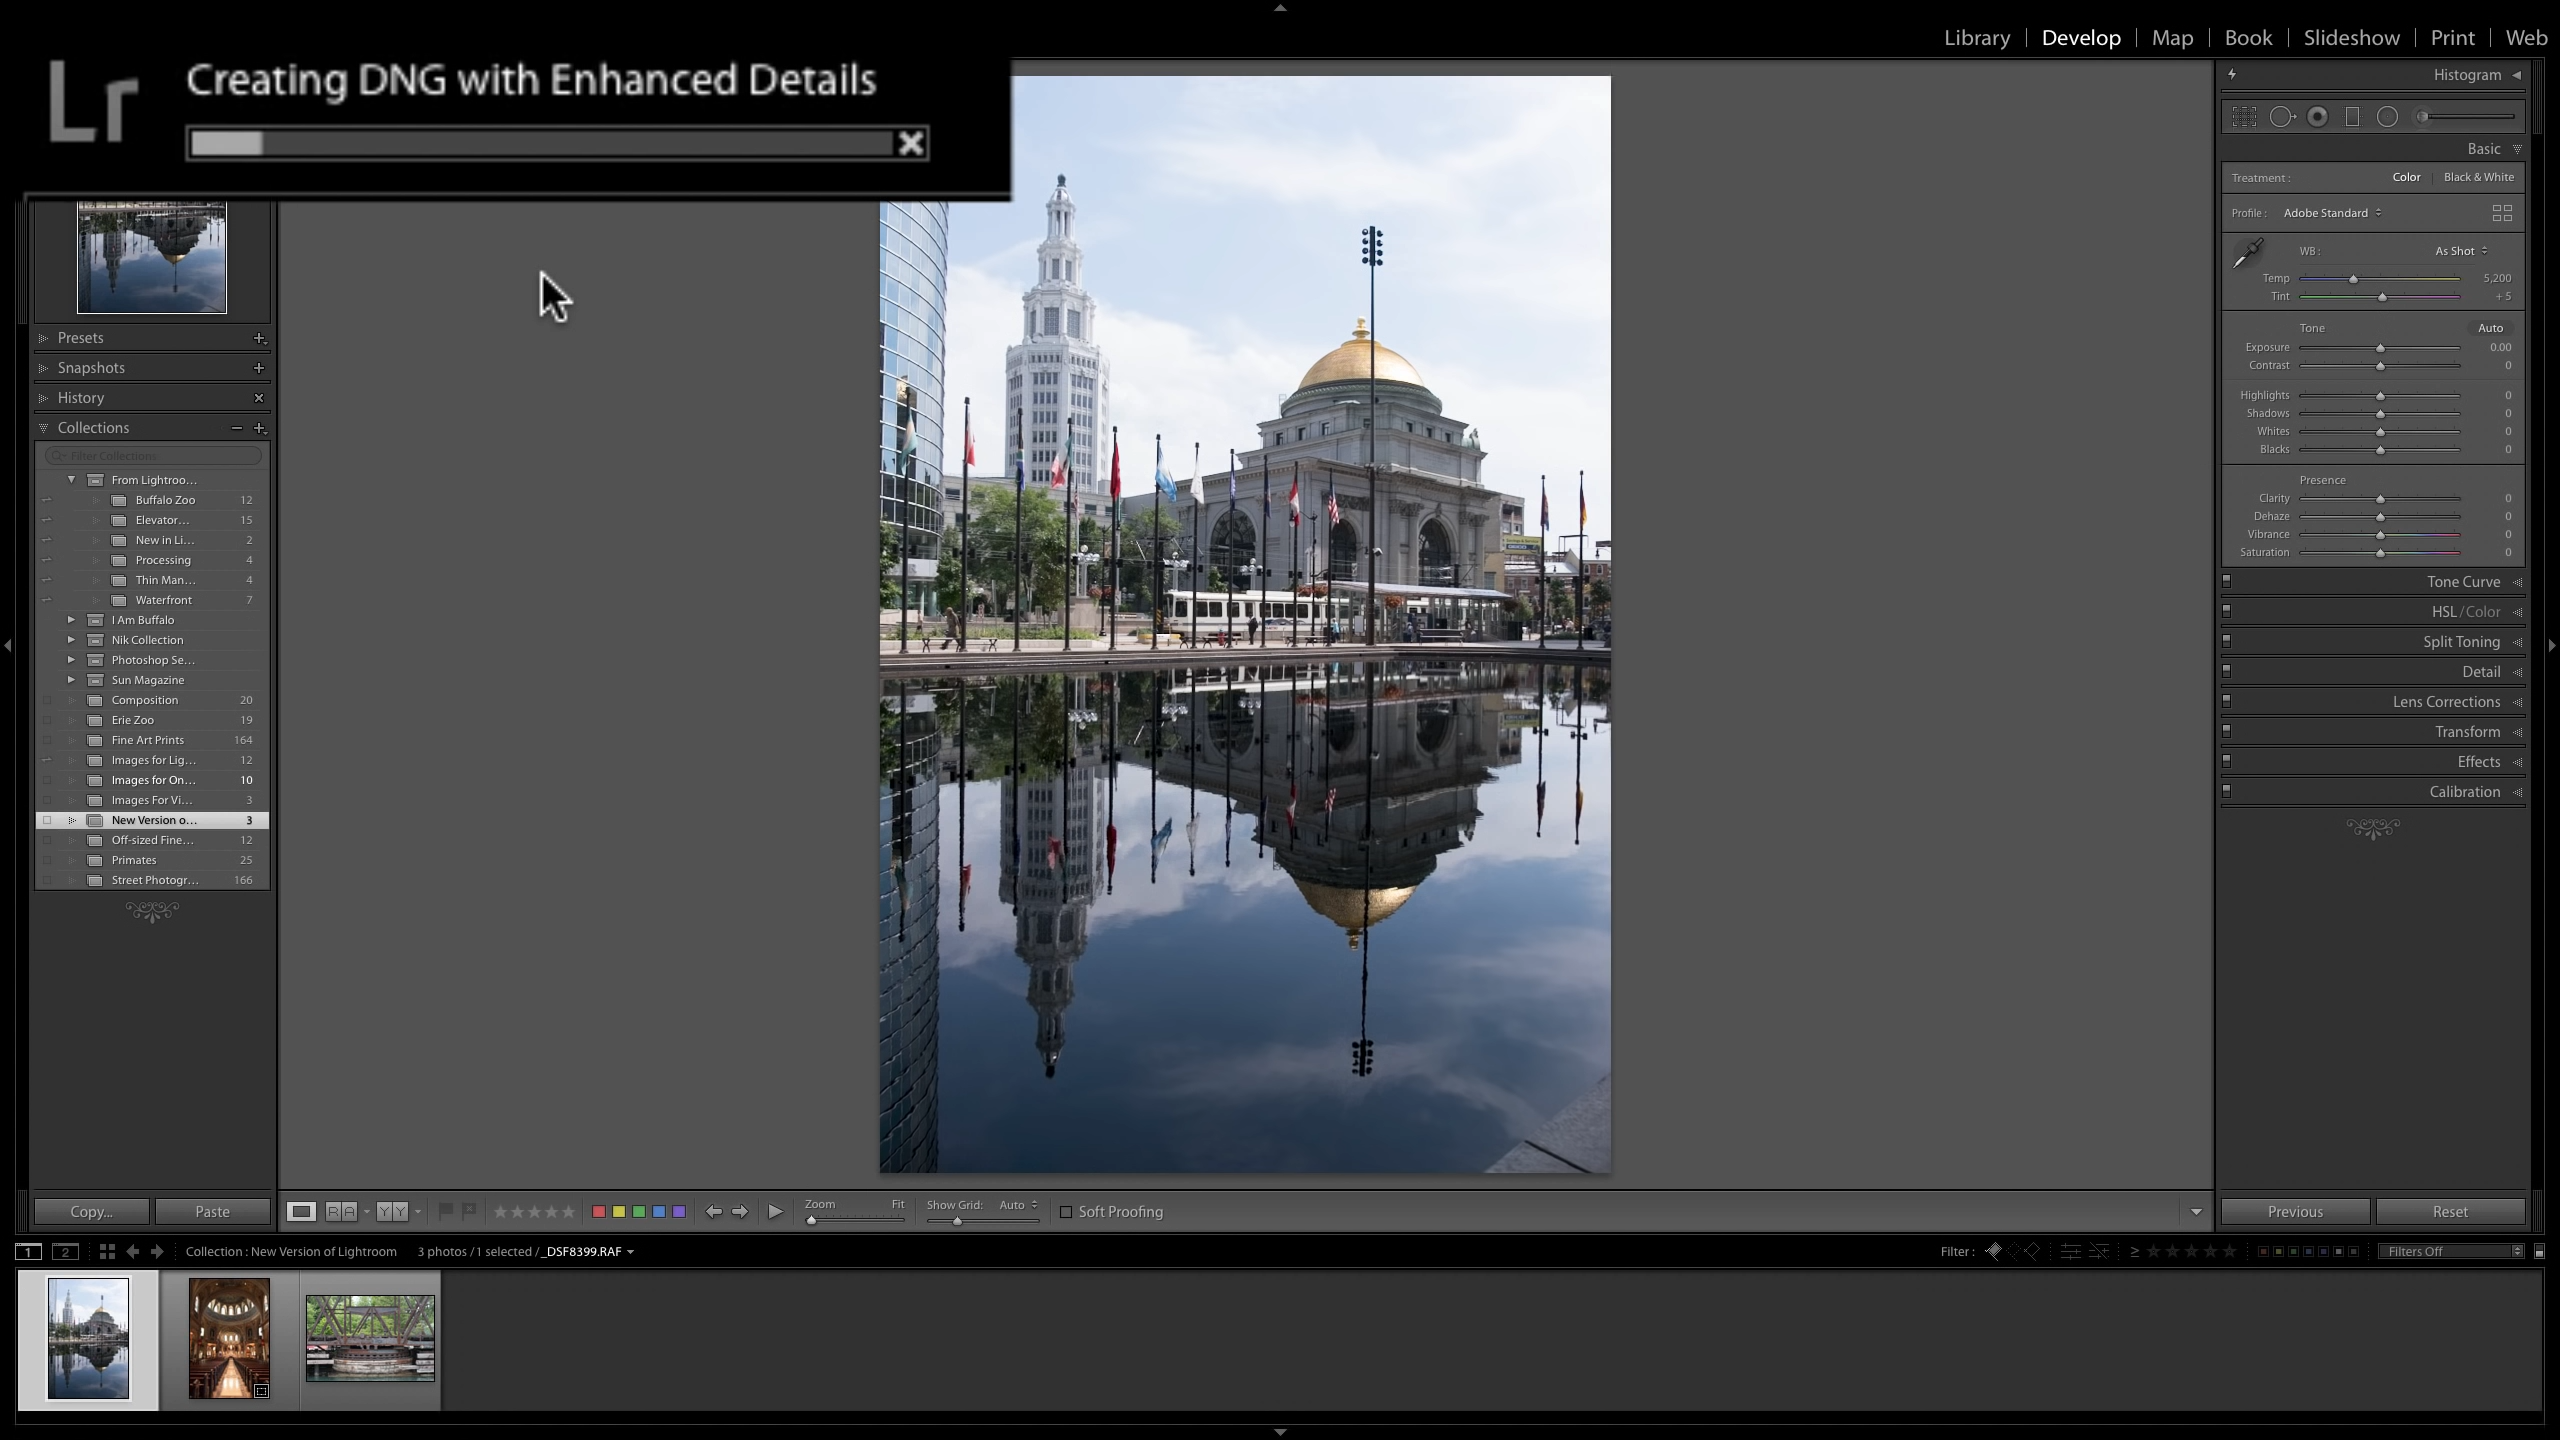 Library | Develop | Map | Book | Slideshow | Print | Web
Lr
Creating DNG with Enhanced Details
Presets
Snapshots
History
Collections
Filter Collections
From Lightroo...
Buffalo Zoo 12
Elevator... 15
New in Li... 2
Processing 4
Thin Man... 4
Waterfront 7
I Am Buffalo
Nik Collection
Photoshop Se...
Sun Magazine
Composition 20
Erie Zoo 19
Fine Art Prints 164
Images for Lig... 12
Images for On... 10
Images For Vi... 3
New Version o... 3
Off-sized Fine... 12
Primates 25
Street Photogr... 166
Copy... Paste
R A Y Y
Zoom Fit
Show Grid: Auto
Soft Proofing
Histogram
Basic
Treatment : Color | Black & White
Profile : Adobe Standard
WB : As Shot
Temp 5,200
Tint + 5
Tone Auto
Exposure 0.00
Contrast 0
Highlights 0
Shadows 0
Whites 0
Blacks 0
Presence
Clarity 0
Dehaze 0
Vibrance 0
Saturation 0
Tone Curve
HSL / Color
Split Toning
Detail
Lens Corrections
Transform
Effects
Calibration
Previous Reset
1 2 Collection : New Version of Lightroom 3 photos / 1 selected / _DSF8399.RAF
Filter : ≥ Filters Off